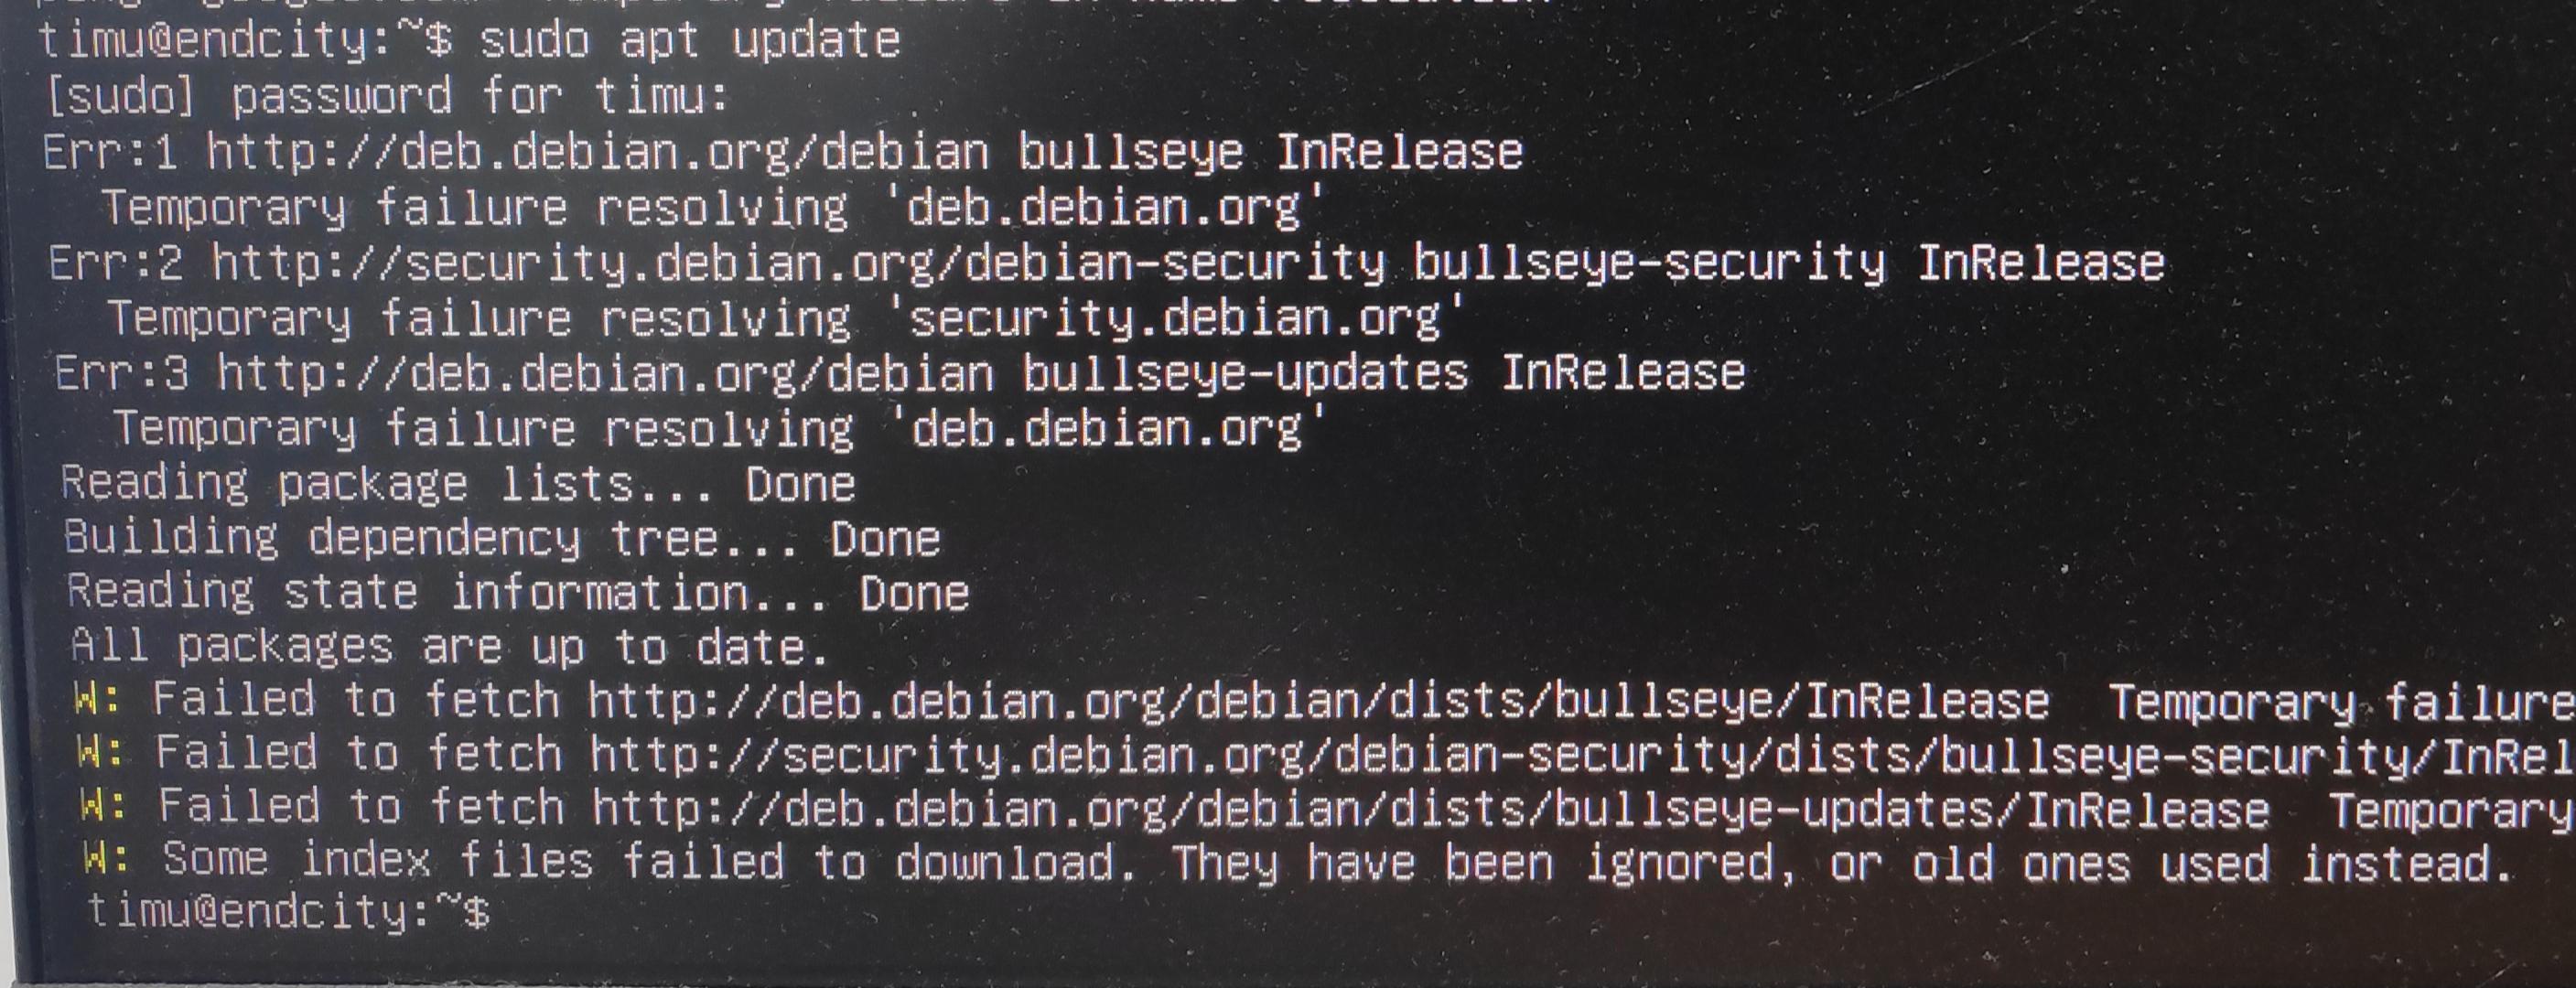 timu@endcity:~$ sudo apt update
[sudo] password for timu:
Err:1 http://deb.debian.org/debian bullseye InRelease
  Temporary failure resolving 'deb.debian.org'
Err:2 http://security.debian.org/debian-security bullseye-security InRelease
  Temporary failure resolving 'security.debian.org'
Err:3 http://deb.debian.org/debian bullseye-updates InRelease
  Temporary failure resolving 'deb.debian.org'
Reading package lists... Done
Building dependency tree... Done
Reading state information... Done
All packages are up to date.
W: Failed to fetch http://deb.debian.org/debian/dists/bullseye/InRelease  Temporary failure
W: Failed to fetch http://security.debian.org/debian-security/dists/bullseye-security/InRel
W: Failed to fetch http://deb.debian.org/debian/dists/bullseye-updates/InRelease  Temporary
W: Some index files failed to download. They have been ignored, or old ones used instead.
timu@endcity:~$